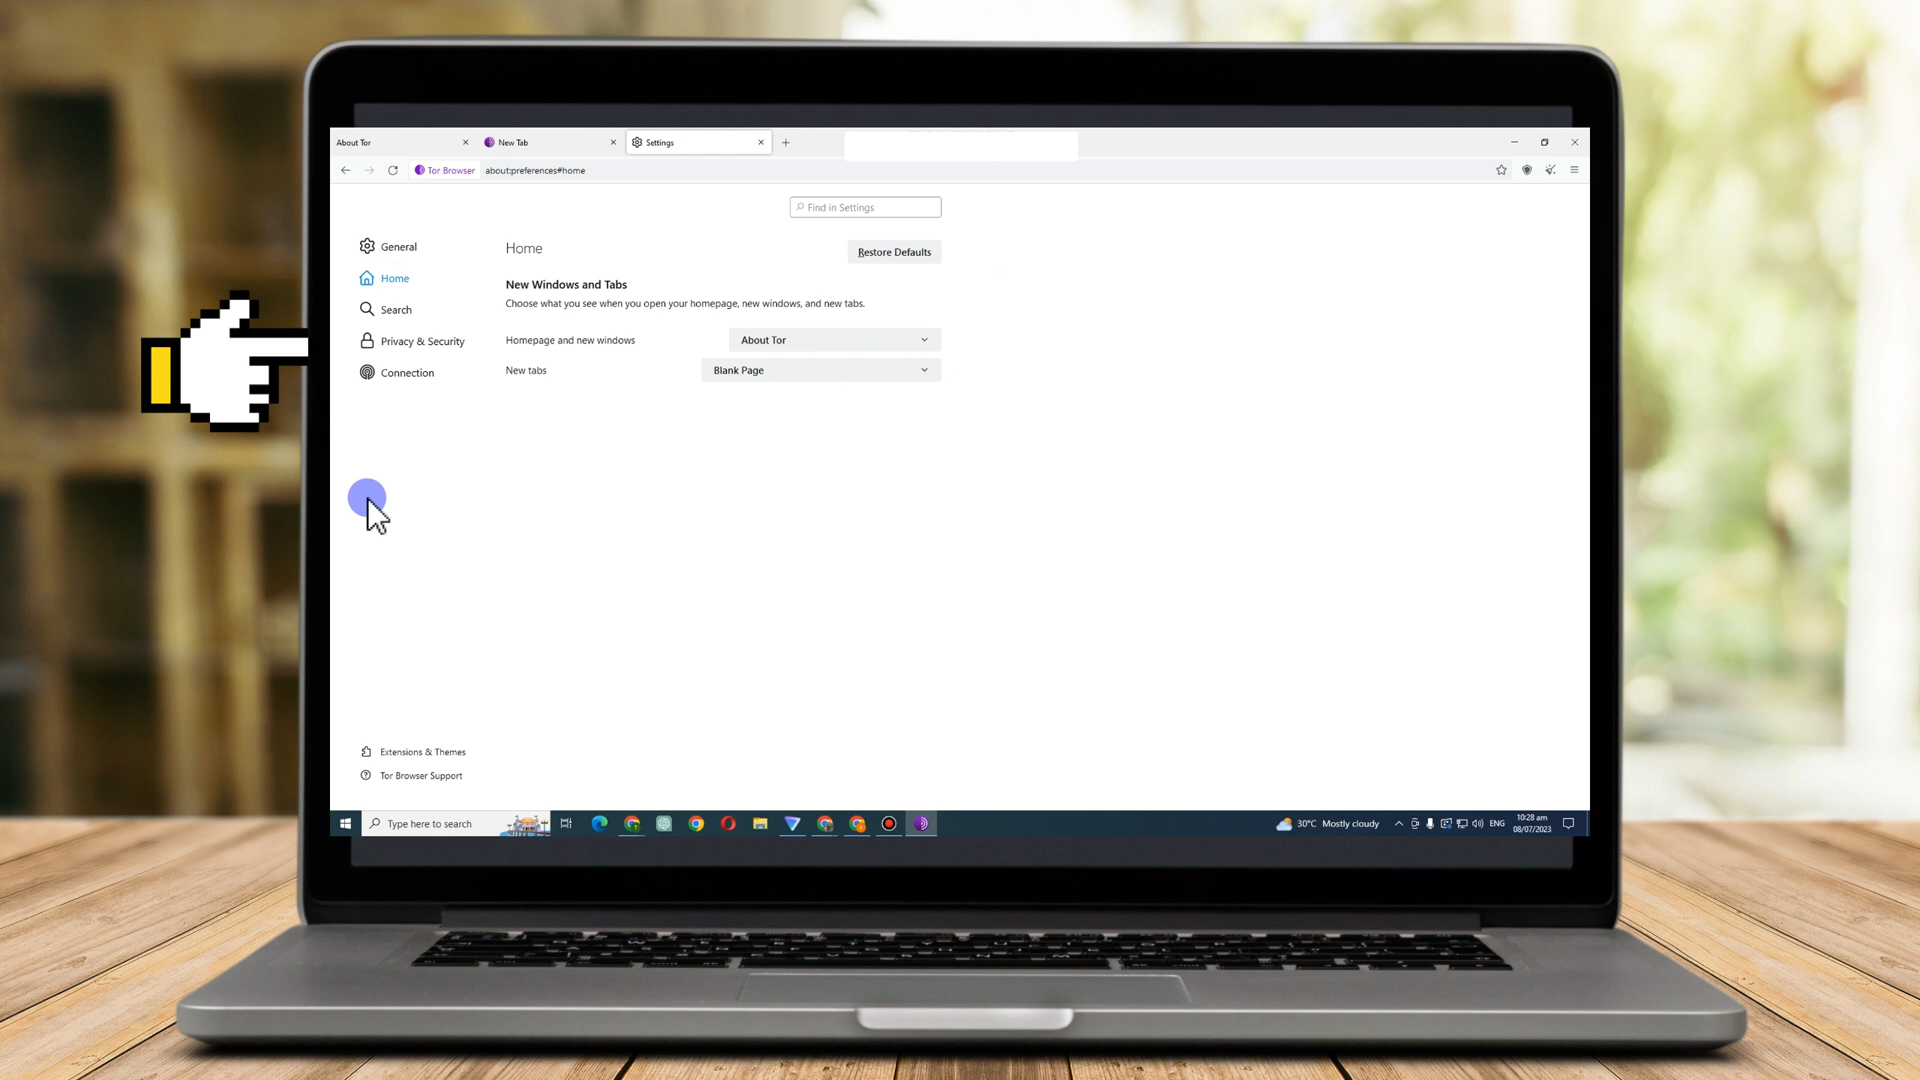 About Tor
New Tab
Settings
Tor Browser about:preferences#home
Find in Settings
General
Home
Search
Privacy & Security
Connection
Home
Restore Defaults
New Windows and Tabs
Choose what you see when you open your homepage, new windows, and new tabs.
Homepage and new windows
About Tor
New tabs
Blank Page
Extensions & Themes
Tor Browser Support
Type here to search
30°C Mostly cloudy
ENG
10:28 am
08/07/2023